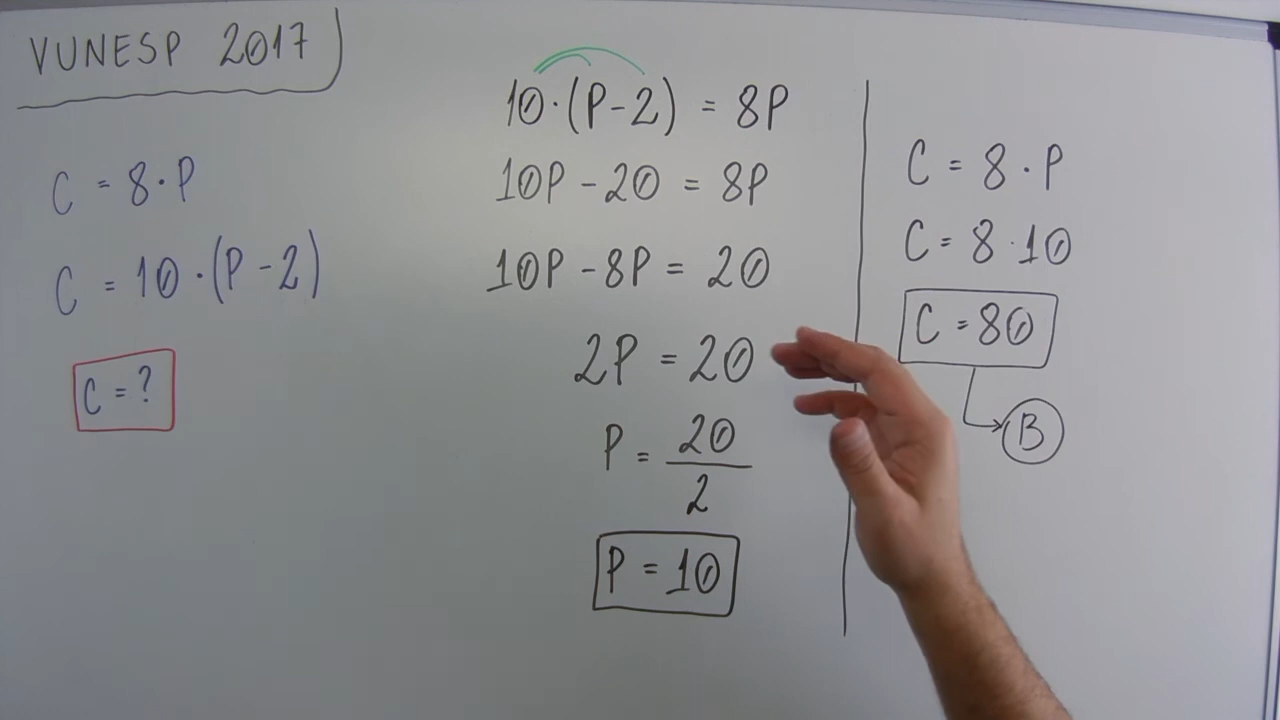 VUNESP 2017
C = 8·P
C = 10·(P-2)
C = ?
10·(P-2) = 8P
10P - 20 = 8P
10P - 8P = 20
2P = 20
P = 20/2
P = 10
C = 8·P
C = 8·10
C = 80
B